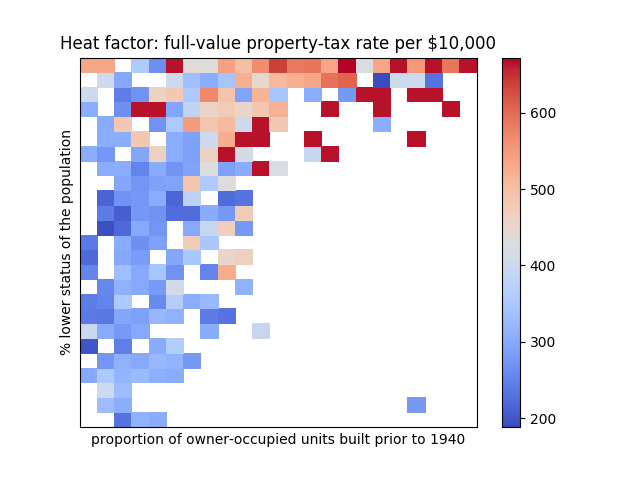 Heat factor: full-value property-tax rate per $10,000
% lower status of the population
600
500
400
300
200
proportion of owner-occupied units built prior to 1940